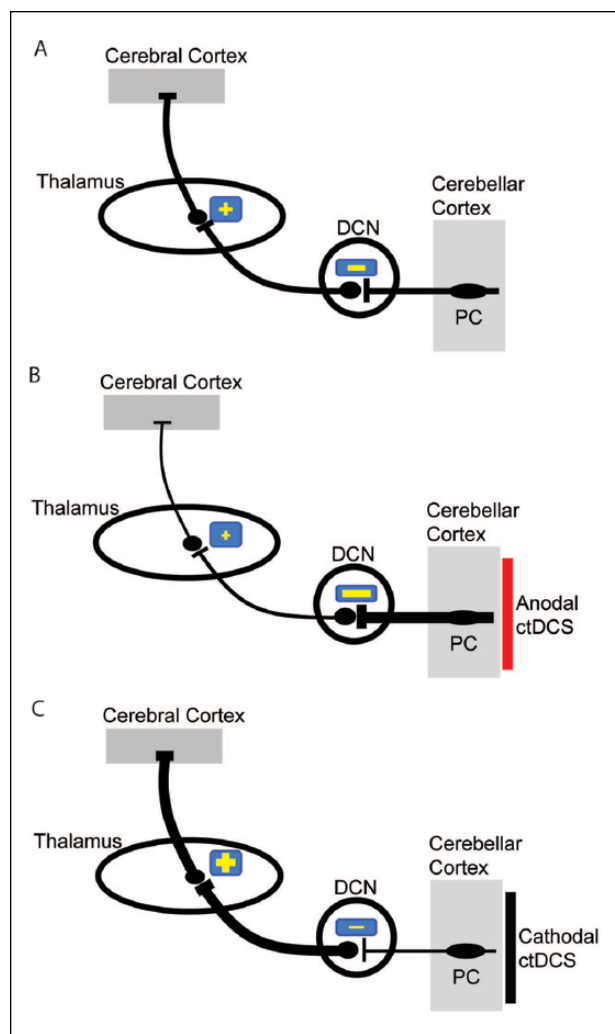 A
Cerebral Cortex
Thalamus
+
Cerebellar
Cortex
DCN
−
PC
B
Cerebral Cortex
Thalamus
+
Cerebellar
Cortex
DCN
−
Anodal
ctDCS
PC
C
Cerebral Cortex
Thalamus
+
Cerebellar
Cortex
DCN
−
Cathodal
ctDCS
PC